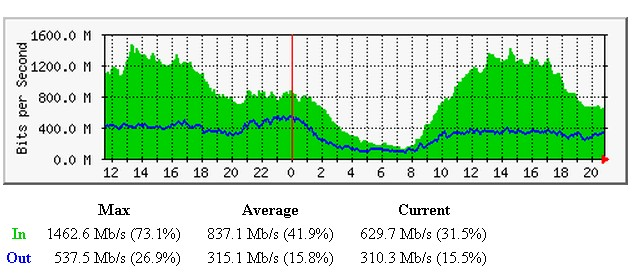 Bits per Second
1600.0 M
1200.0 M
800.0 M
400.0 M
0.0 M
12 14 16 18 20 22 0 2 4 6 8 10 12 14 16 18 20
Max Average Current
In 1462.6 Mb/s (73.1%) 837.1 Mb/s (41.9%) 629.7 Mb/s (31.5%)
Out 537.5 Mb/s (26.9%) 315.1 Mb/s (15.8%) 310.3 Mb/s (15.5%)